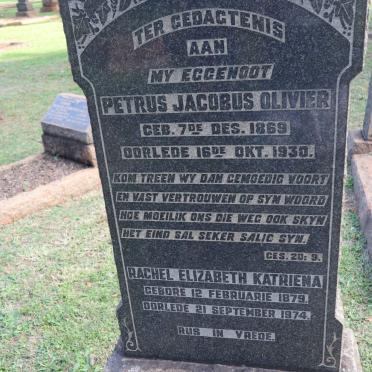 TER GEDAGTENIS
AAN
MY EGGENOOT
PETRUS JACOBUS OLIVIER
GEB. 7DE DES. 1869
OORLEDE 16DE OKT. 1930.
KOM TREEN WY DAN GEMOEDIG VOORT
EN VAST VERTROUWEN OP SYN WOORD
HOE MOEILIK ONS DIE WEG OOK SKYN
HET EIND SAL SEKER SALIG SYN.
GES. 20: 9.
RACHEL ELIZABETH KATRIENA
GEBORE 12 FEBRUARIE 1879.
OORLEDE 21 SEPTEMBER 1974.
RUS IN VREDE.